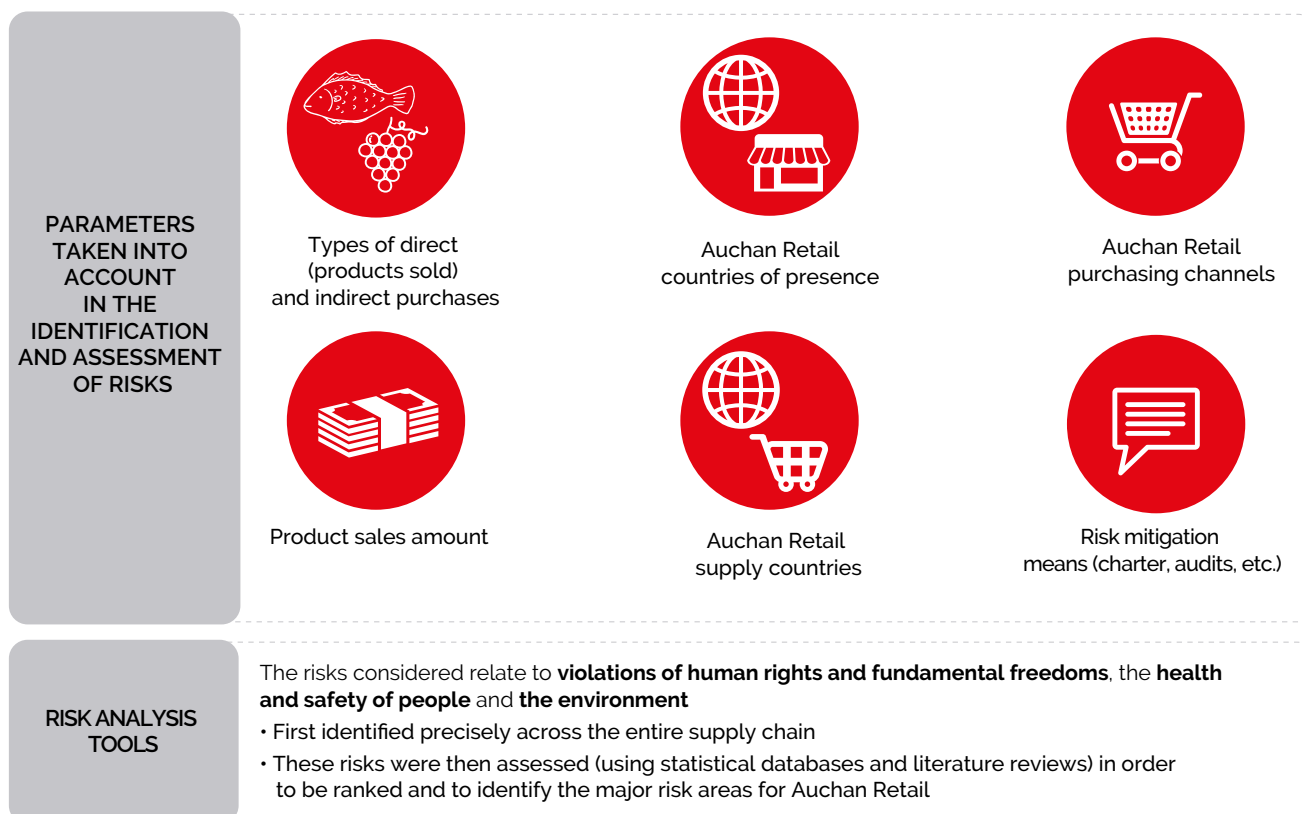 PARAMETERS
TAKEN INTO
ACCOUNT
IN THE
IDENTIFICATION
AND ASSESSMENT
OF RISKS
Types of direct
(products sold)
and indirect purchases
Auchan Retail
countries of presence
Auchan Retail
purchasing channels
Product sales amount
Auchan Retail
supply countries
Risk mitigation
means (charter, audits, etc.)
RISK ANALYSIS
TOOLS
The risks considered relate to violations of human rights and fundamental freedoms, the health
and safety of people and the environment
• First identified precisely across the entire supply chain
• These risks were then assessed (using statistical databases and literature reviews) in order
to be ranked and to identify the major risk areas for Auchan Retail